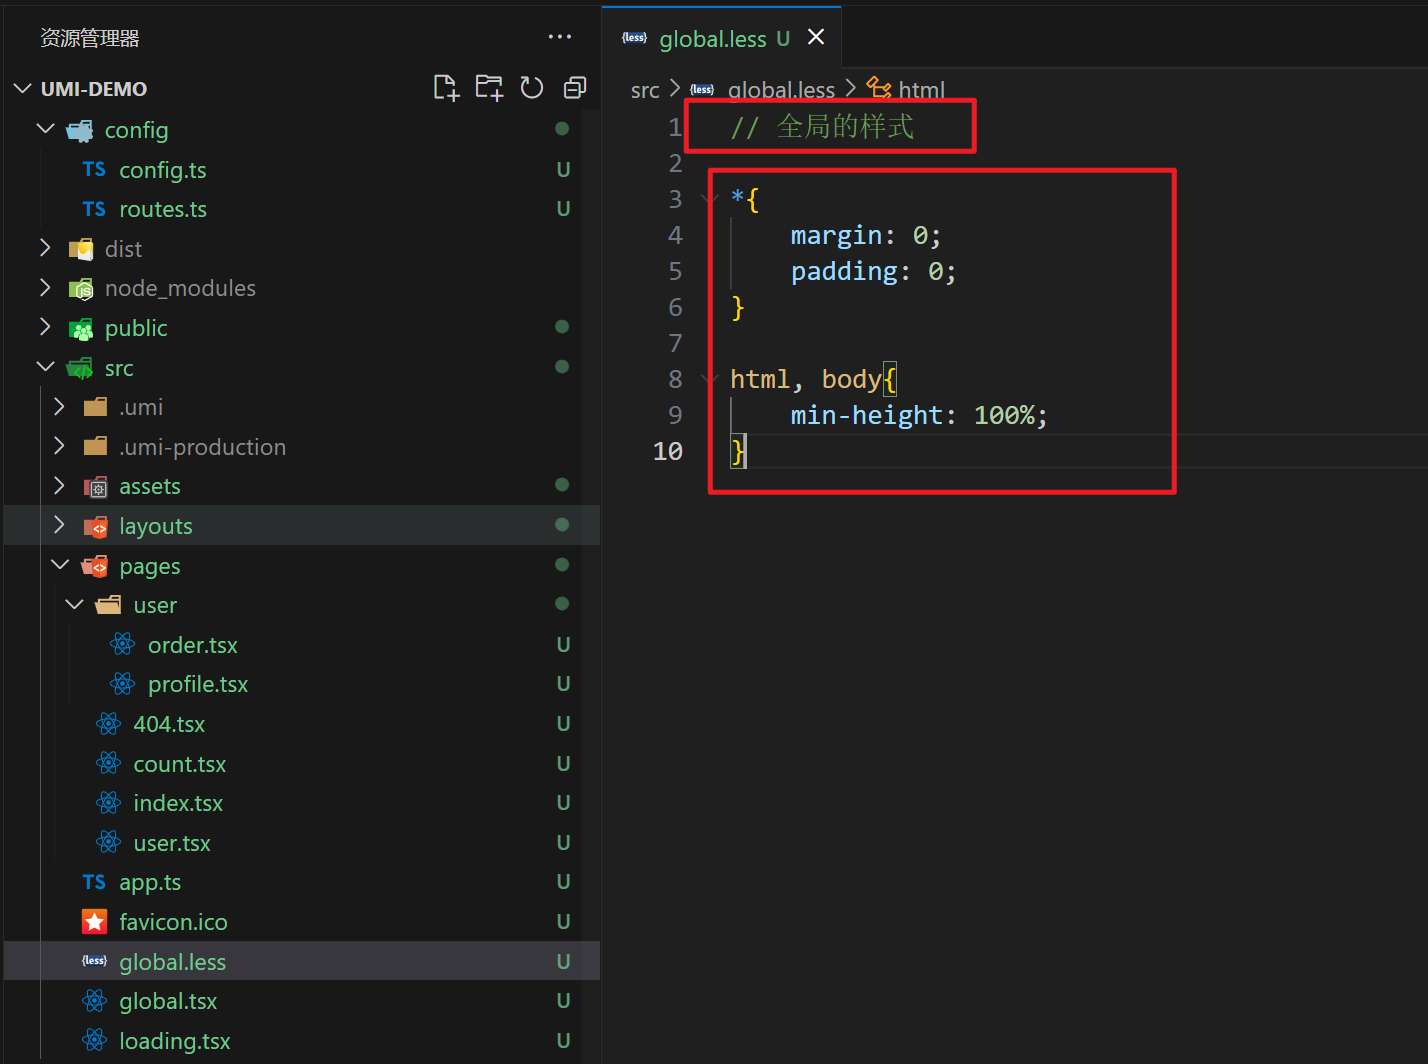 资源管理器
UMI-DEMO
config
TS config.ts U
TS routes.ts U
dist
node_modules
public
src
.umi
.umi-production
assets
layouts
pages
user
order.tsx U
profile.tsx U
404.tsx U
count.tsx U
index.tsx U
user.tsx U
TS app.ts U
favicon.ico U
{less} global.less U
global.tsx U
loading.tsx U
{less} global.less U
src > {less} global.less > html
1 // 全局的样式
2
3 *{
4 margin: 0;
5 padding: 0;
6 }
7
8 html, body{
9 min-height: 100%;
10 }